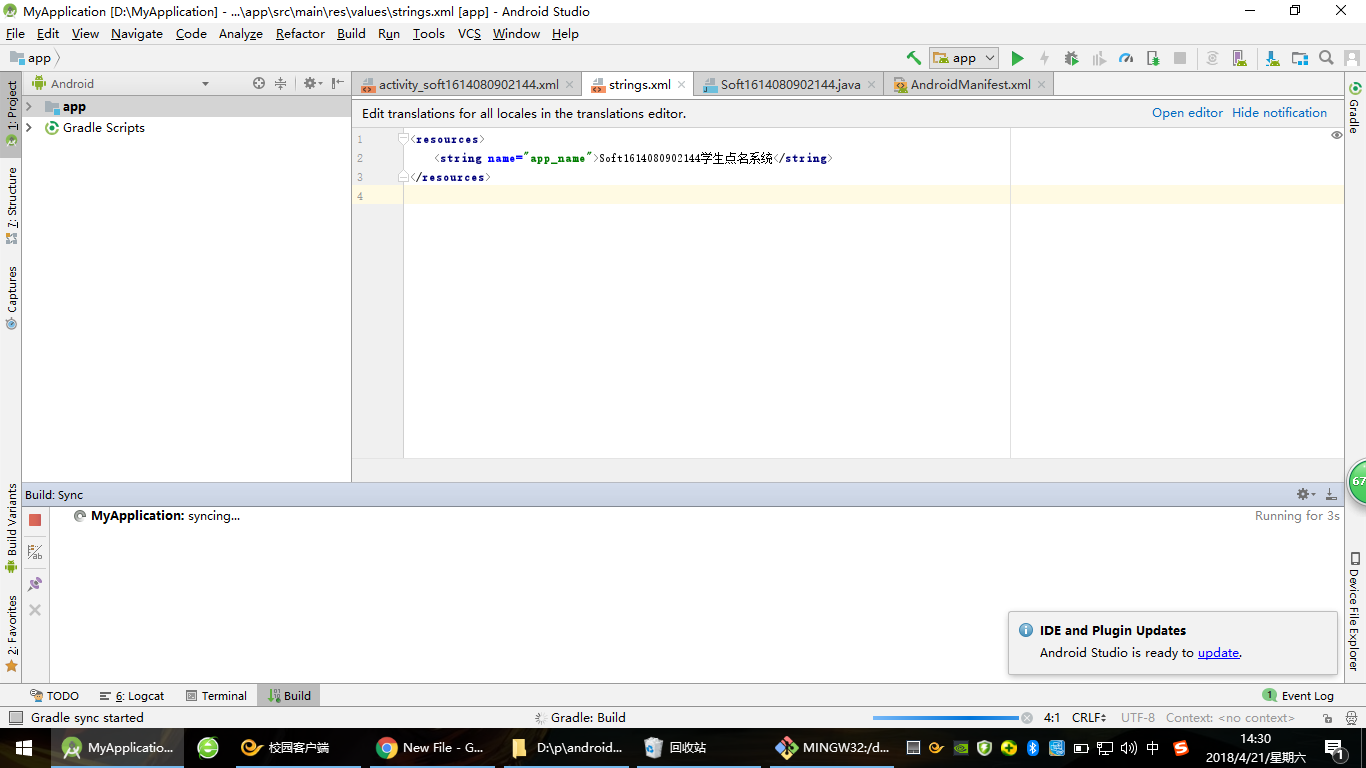 MyApplication [D:\MyApplication] - ...\app\src\main\res\values\strings.xml [app] - Android Studio
File Edit View Navigate Code Analyze Refactor Build Run Tools VCS Window Help
app
app
Android
activity_soft1614080902144.xml
strings.xml
Soft1614080902144.java
AndroidManifest.xml
1: Project
7: Structure
Captures
Build Variants
2: Favorites
app
Gradle Scripts
Edit translations for all locales in the translations editor.
Open editor Hide notification
1 <resources>
2 <string name="app_name">Soft1614080902144学生点名系统</string>
3 </resources>
4
Gradle
Device File Explorer
67
Build: Sync
MyApplication: syncing...
Running for 3s
IDE and Plugin Updates
Android Studio is ready to update.
TODO 6: Logcat Terminal Build
1 Event Log
Gradle sync started
Gradle: Build
4:1 CRLF UTF-8 Context: <no context>
MyApplicatio...
校园客户端
New File - G...
D:\p\android...
回收站
MINGW32:/d...
中
14:30
2018/4/21/星期六
1